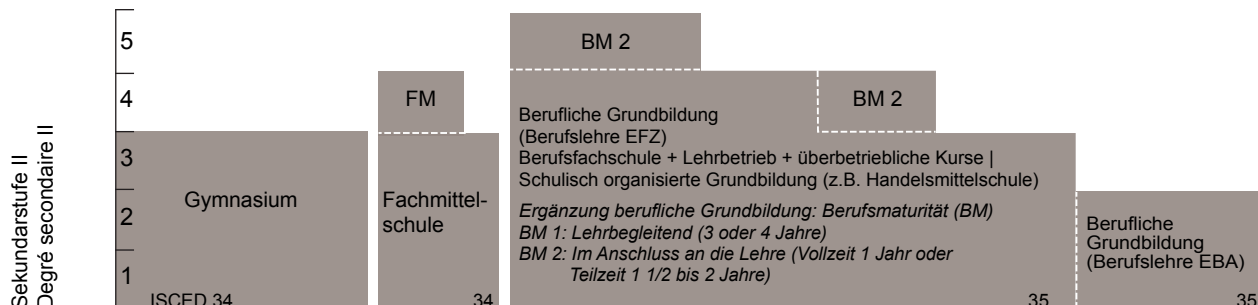 Sekundarstufe II
Degré secondaire II
5
4
3
2
1
Gymnasium
ISCED 34
FM
Fachmittel-
schule
34
BM 2
BM 2
Berufliche Grundbildung
(Berufslehre EFZ)
Berufsfachschule + Lehrbetrieb + überbetriebliche Kurse |
Schulisch organisierte Grundbildung (z.B. Handelsmittelschule)
Ergänzung berufliche Grundbildung: Berufsmaturität (BM)
BM 1: Lehrbegleitend (3 oder 4 Jahre)
BM 2: Im Anschluss an die Lehre (Vollzeit 1 Jahr oder
Teilzeit 1 1/2 bis 2 Jahre)
35
Berufliche
Grundbildung
(Berufslehre EBA)
35